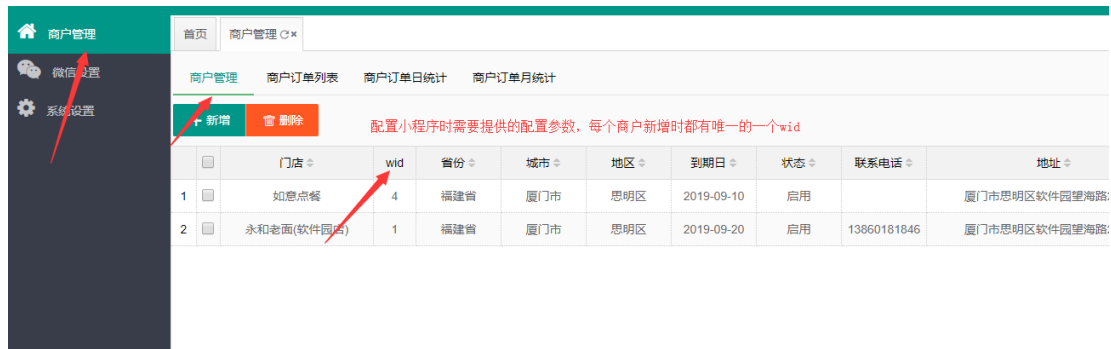 商户管理
微信设置
系统设置
首页 商户管理
商户管理 商户订单列表 商户订单日统计 商户订单月统计
+ 新增 删除
配置小程序时需要提供的配置参数，每个商户新增时都有唯一的一个wid
门店 wid 省份 城市 地区 到期日 状态 联系电话 地址
1 如意点餐 4 福建省 厦门市 思明区 2019-09-10 启用 厦门市思明区软件园望海路
2 永和老面(软件园店) 1 福建省 厦门市 思明区 2019-09-20 启用 13860181846 厦门市思明区软件园望海路